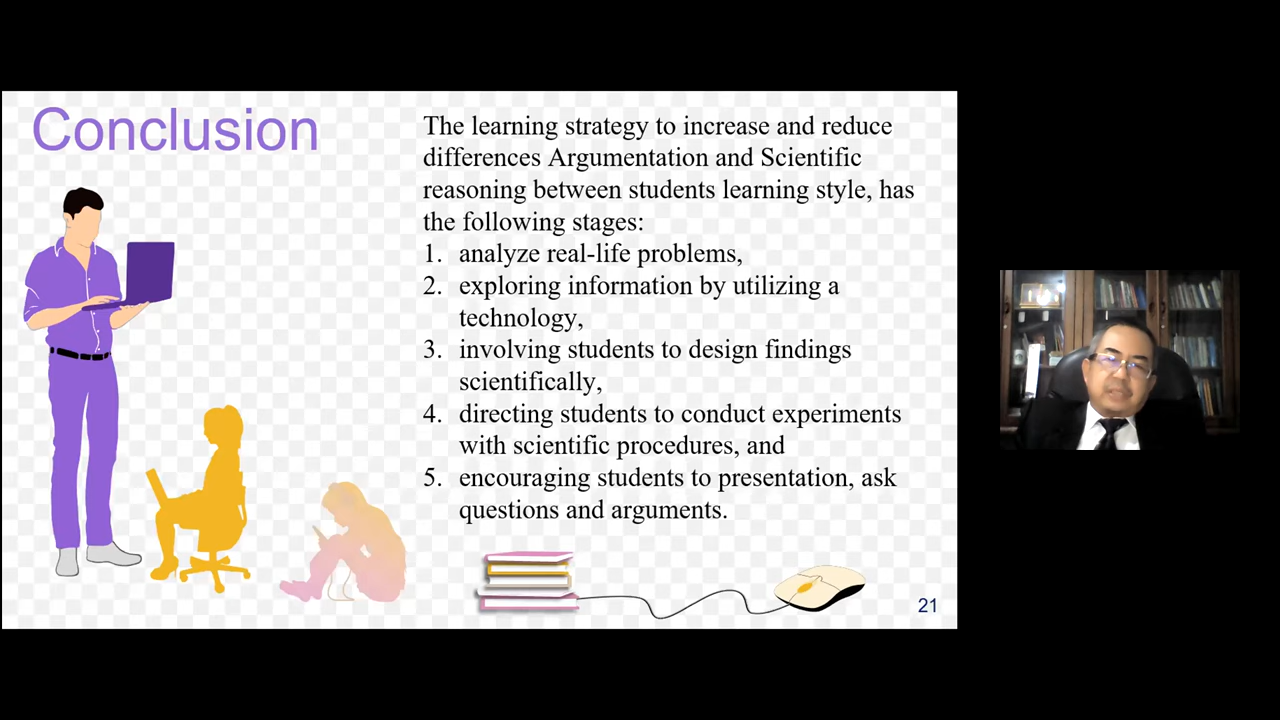 Conclusion
The learning strategy to increase and reduce
differences Argumentation and Scientific
reasoning between students learning style, has
the following stages:
1. analyze real-life problems,
2. exploring information by utilizing a
technology,
3. involving students to design findings
scientifically,
4. directing students to conduct experiments
with scientific procedures, and
5. encouraging students to presentation, ask
questions and arguments.
21